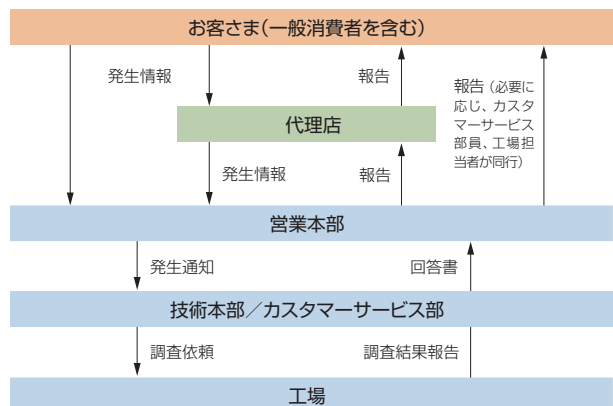 お客さま（一般消費者を含む）
発生情報
報告
報告（必要に
応じ、カスタ
マーサービス
部員、工場担
当者が同行）
代理店
発生情報
報告
営業本部
発生通知
回答書
技術本部／カスタマーサービス部
調査依頼
調査結果報告
工場